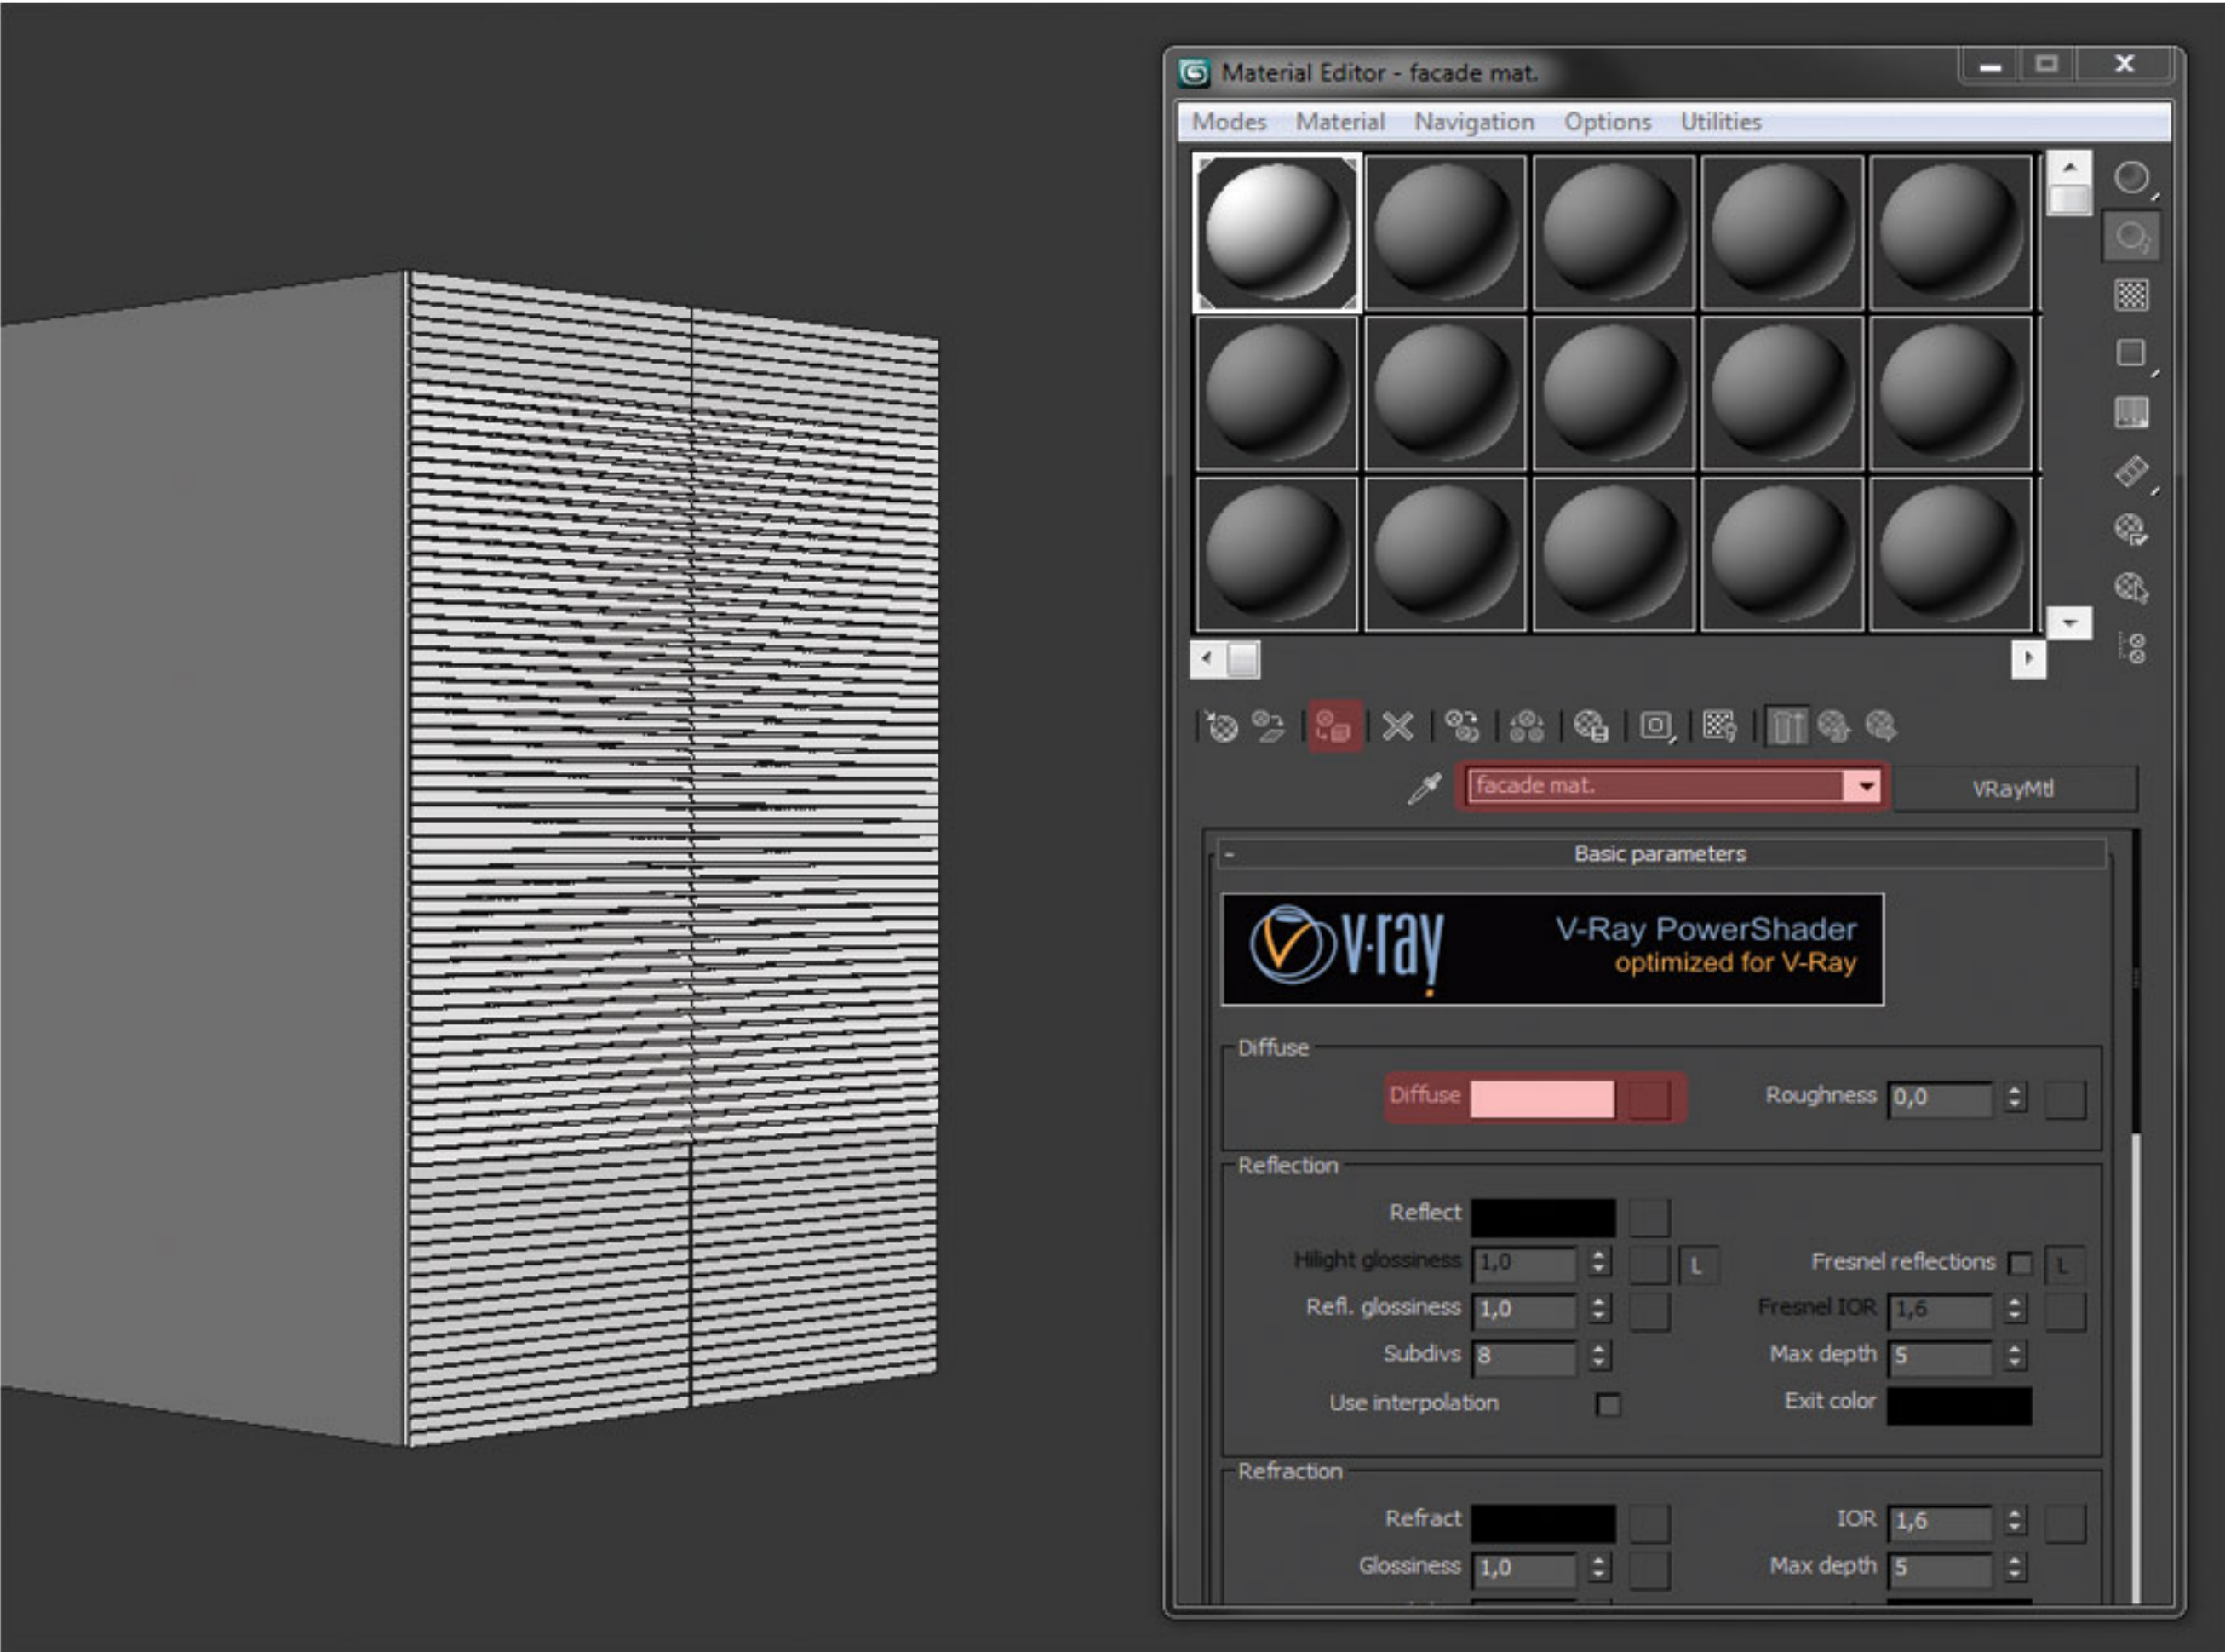 Material Editor - facade mat.
Modes Material Navigation Options Utilities
facade mat. VRayMtl
- Basic parameters
v·ray V-Ray PowerShader
optimized for V-Ray
Diffuse
Diffuse Roughness 0,0
Reflection
Reflect
Hilight glossiness 1,0 L Fresnel reflections L
Refl. glossiness 1,0 Fresnel IOR 1,6
Subdivs 8 Max depth 5
Use interpolation Exit color
Refraction
Refract IOR 1,6
Glossiness 1,0 Max depth 5